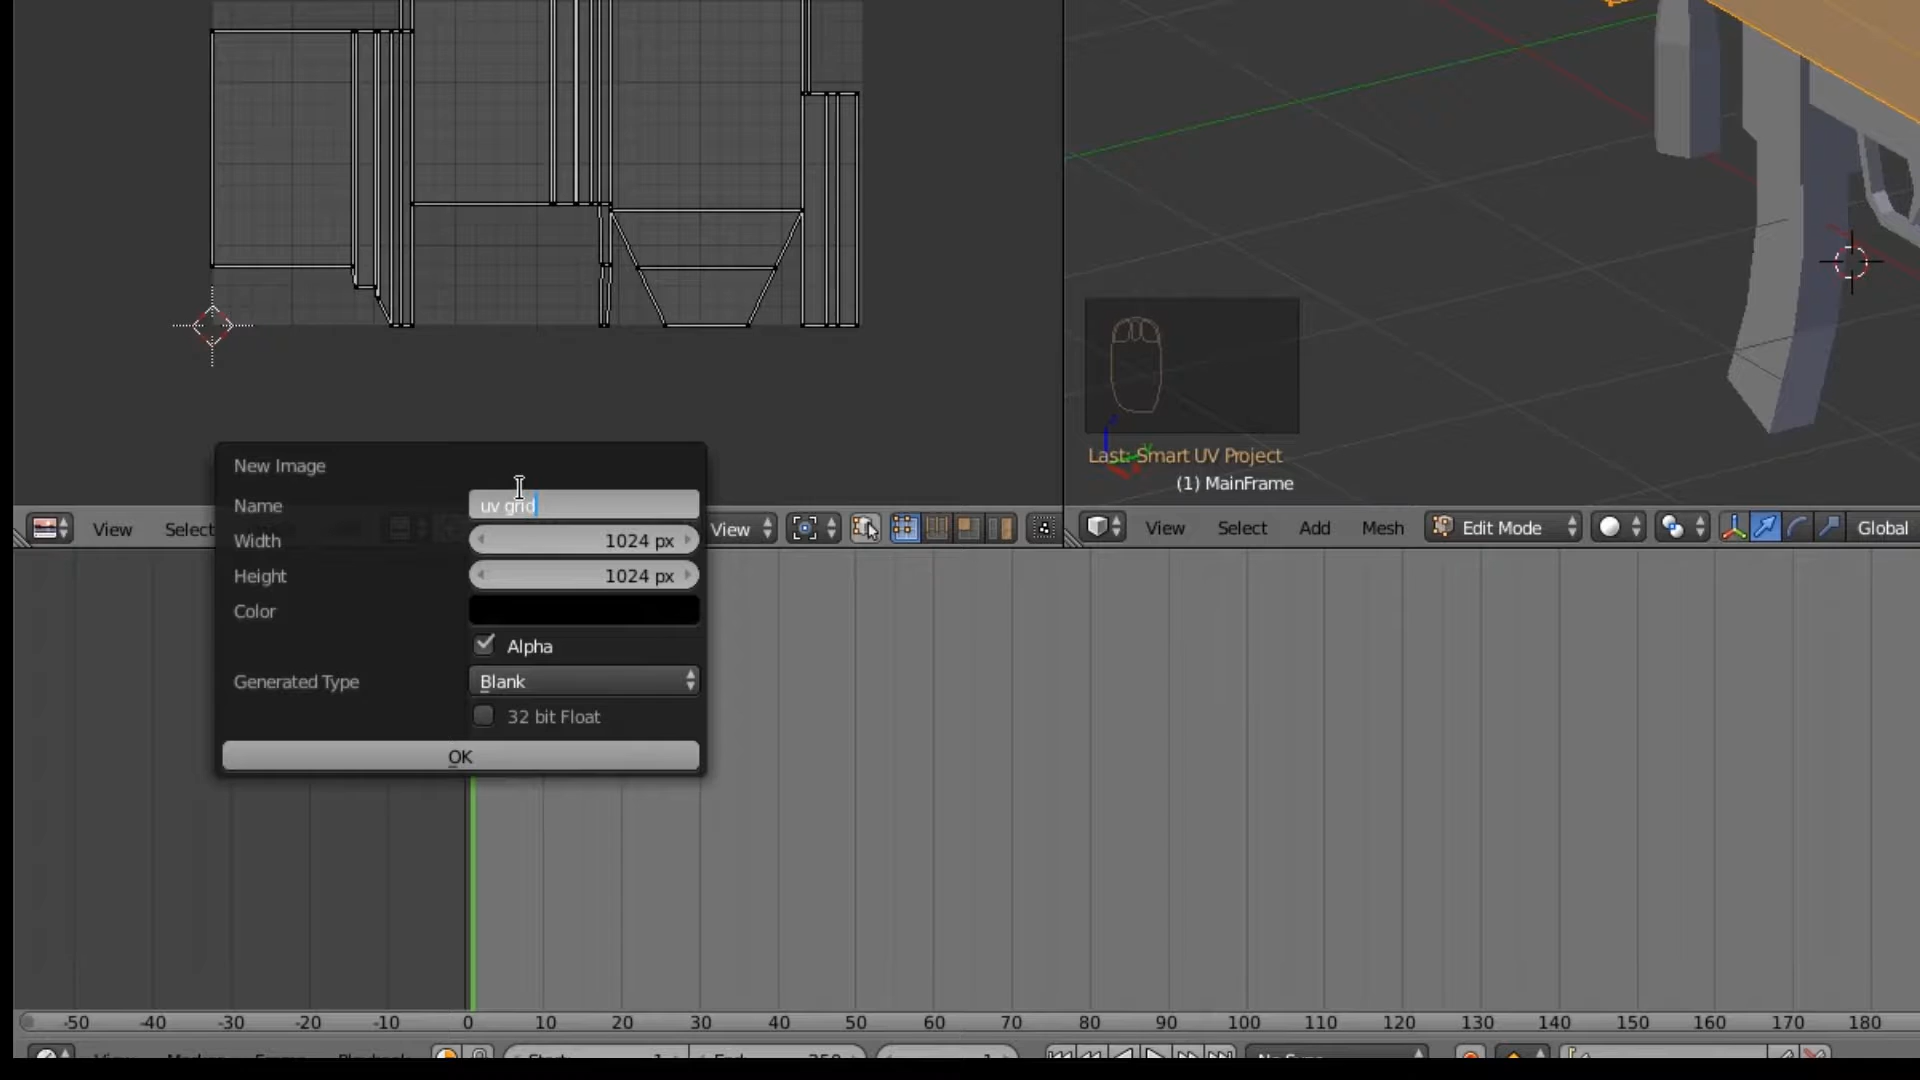 New Image
Name uv grid
Width 1024 px
Height 1024 px
Color
Alpha
Generated Type Blank
32 bit Float
OK
Last: Smart UV Project
(1) MainFrame
View Select View
View Select Add Mesh Edit Mode Global
-50 -40 -30 -20 -10 0 10 20 30 40 50 60 70 80 90 100 110 120 130 140 150 160 170 180